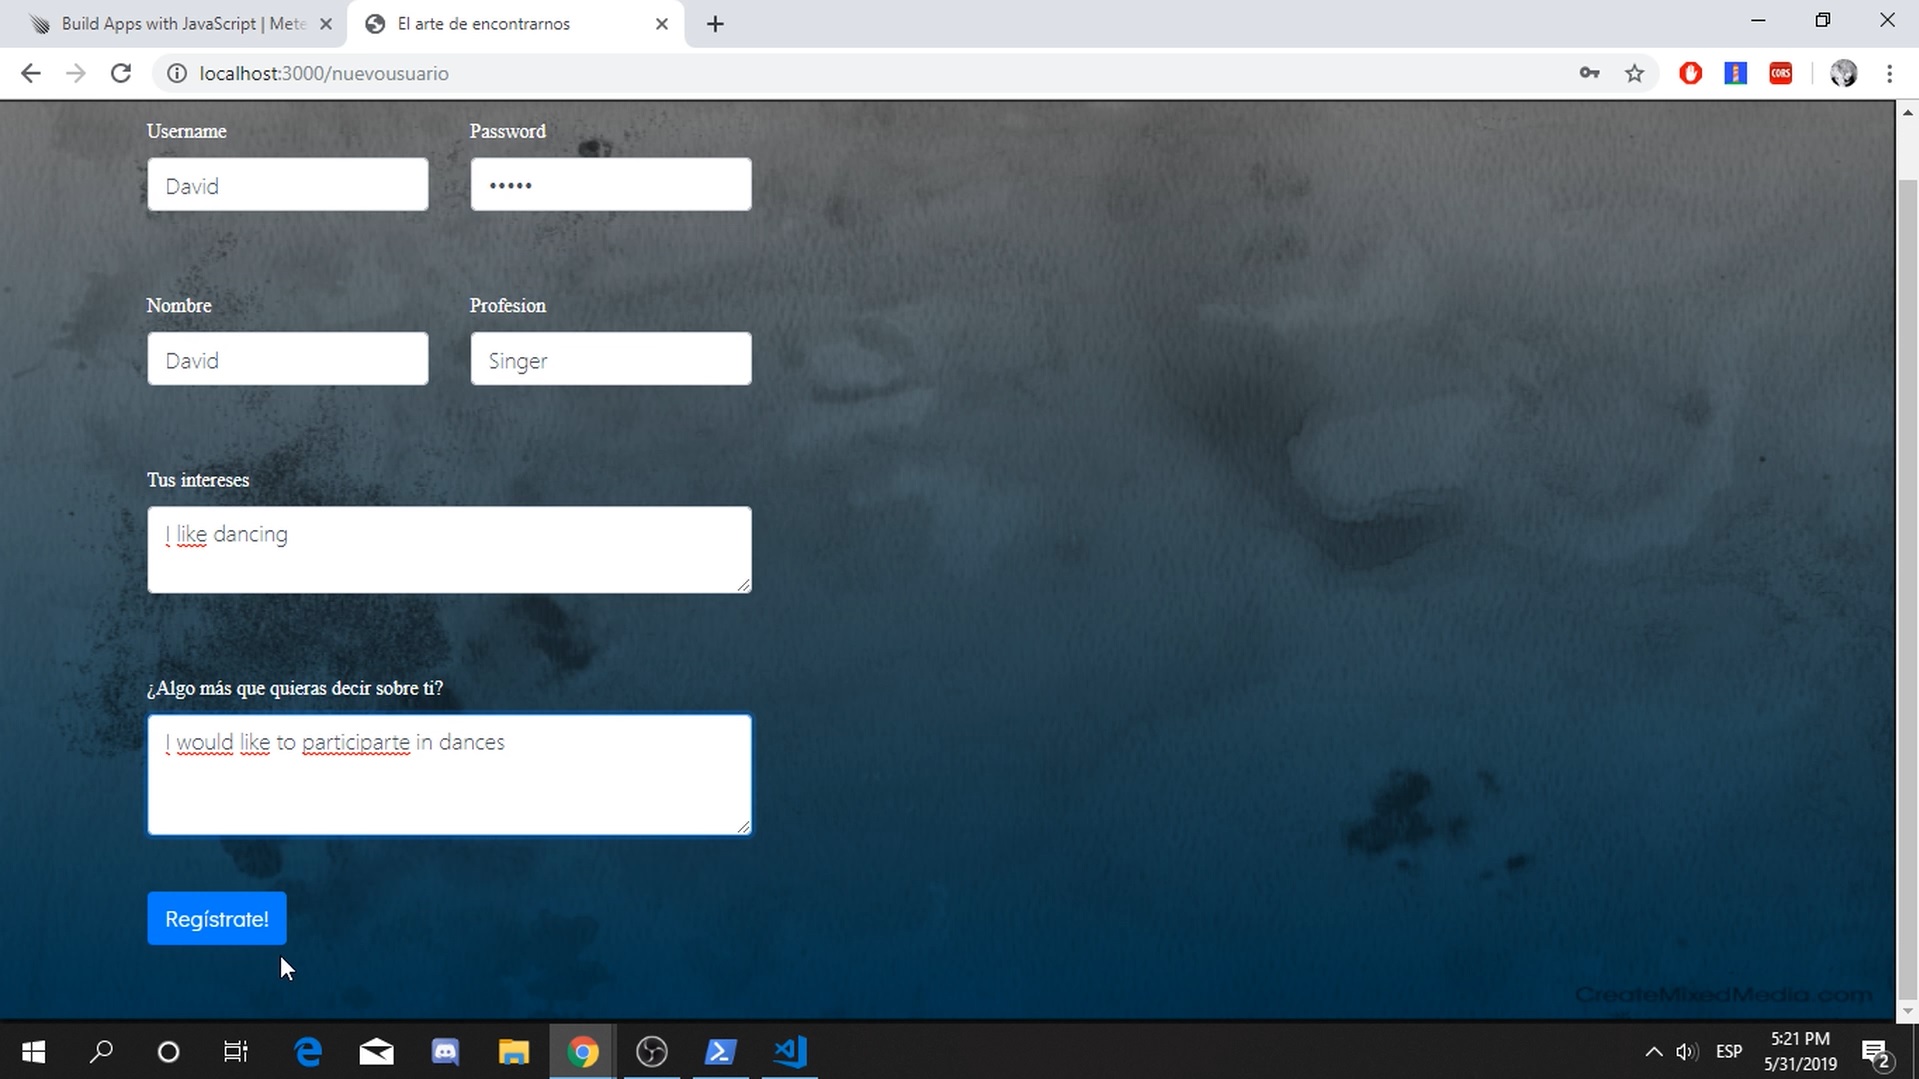 Build Apps with JavaScript | Mete
El arte de encontrarnos
localhost:3000/nuevousuario
CORS
Username
Password
David
•••••
Nombre
Profesion
David
Singer
Tus intereses
I like dancing
¿Algo más que quieras decir sobre ti?
I would like to participarte in dances
Regístrate!
CreateMixedMedia.com
ESP
5:21 PM
5/31/2019
2